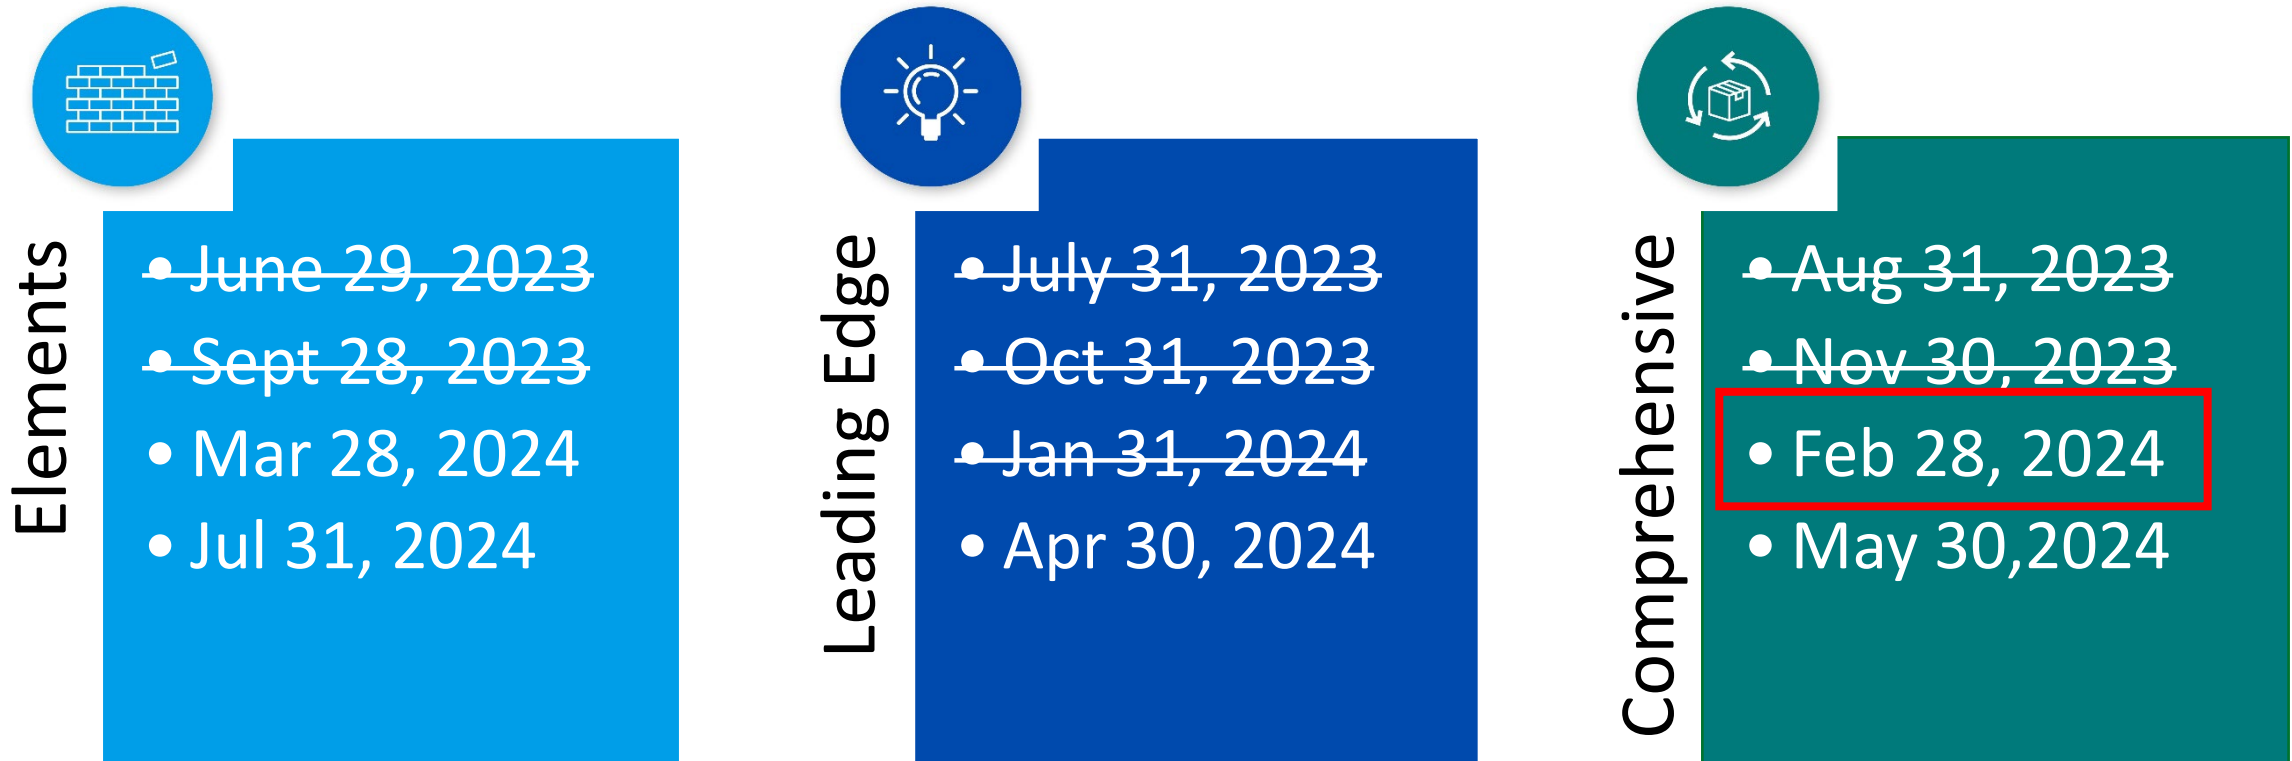 Elements
• June 29, 2023
• Sept 28, 2023
• Mar 28, 2024
• Jul 31, 2024
Leading Edge
• July 31, 2023
• Oct 31, 2023
• Jan 31, 2024
• Apr 30, 2024
Comprehensive
• Aug 31, 2023
• Nov 30, 2023
• Feb 28, 2024
• May 30,2024